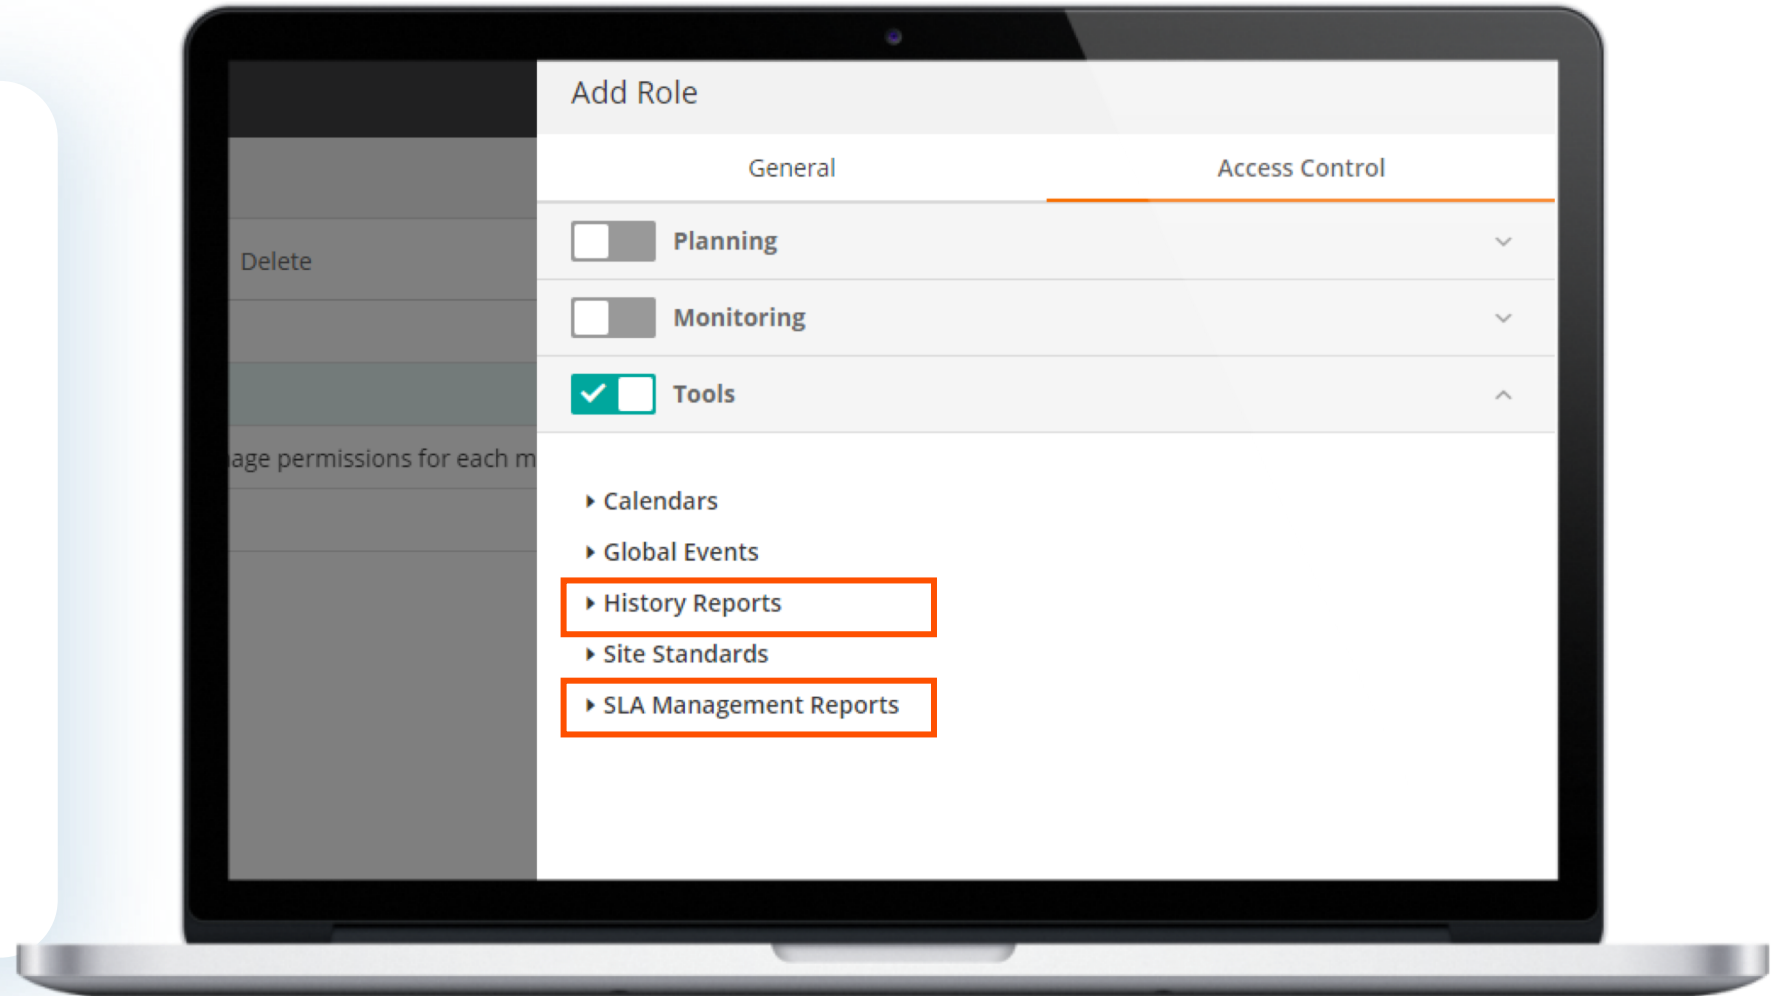 Add Role
General
Access Control
Planning
Delete
Monitoring
Tools
permissions for each
Calendars
Global Events
History Reports
Site Standards
SLA Management Reports